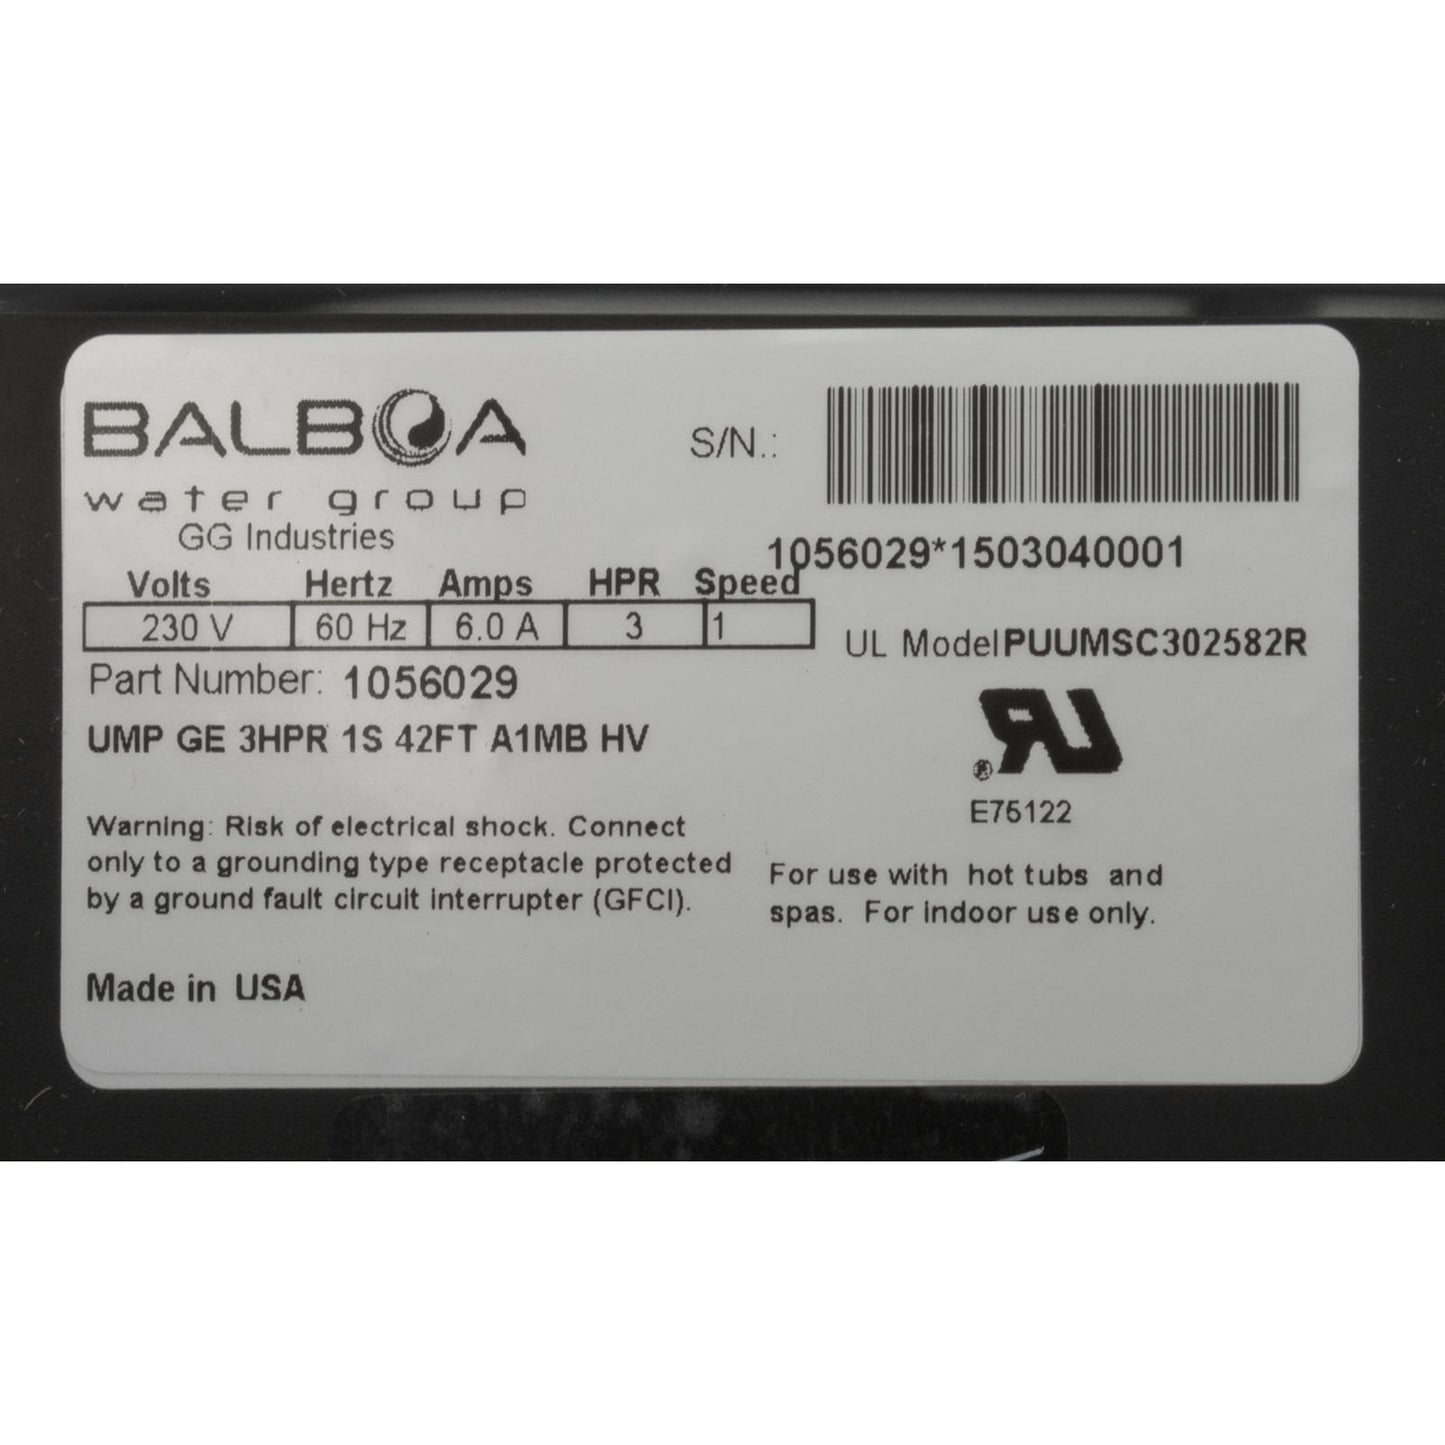 BALBOA
water group
GG Industries
S/N.:
1056029*1503040001
Volts Hertz Amps HPR Speed
230 V 60 Hz 6.0 A 3 1
UL Model PUUMSC302582R
Part Number: 1056029
UMP GE 3HPR 1S 42FT A1MB HV
RU ®
E75122
Warning: Risk of electrical shock. Connect
only to a grounding type receptacle protected
by a ground fault circuit interrupter (GFCI).
For use with hot tubs and
spas. For indoor use only.
Made in USA